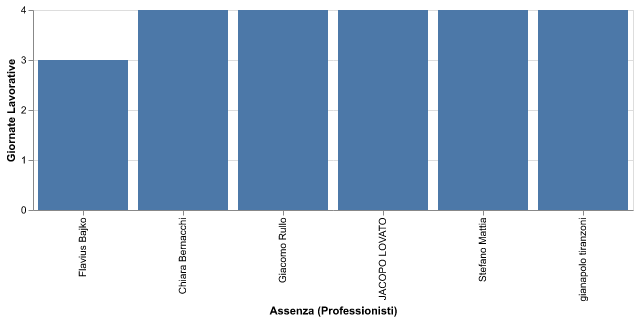 4
3
2
1
0
Giornate Lavorative
Flavius Bajko
Chiara Bernacchi
Giacomo Rullo
JACOPO LOVATO
Stefano Mattia
gianapolo tiranzoni
Assenza (Professionisti)